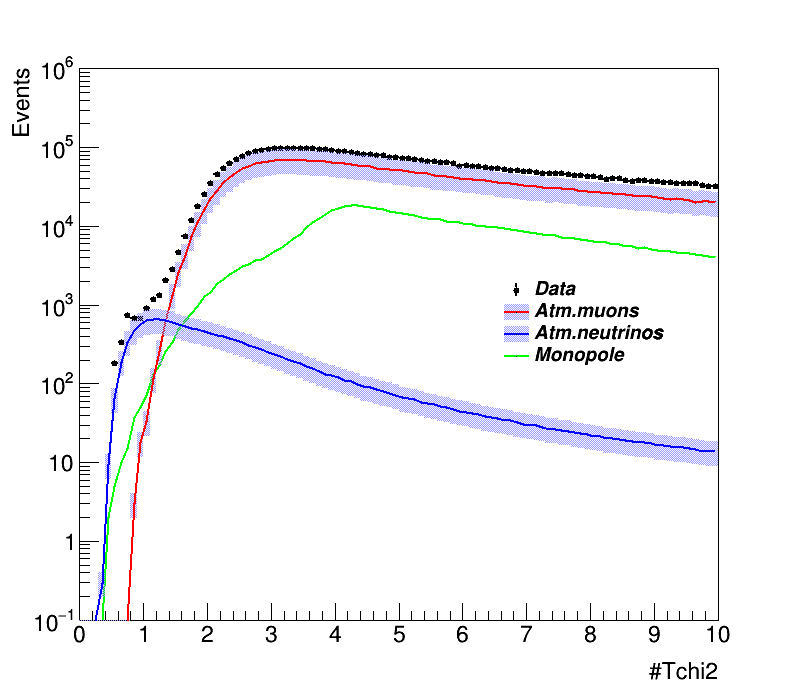 Events
10^6
10^5
10^4
10^3
10^2
10
1
10^−1
0 1 2 3 4 5 6 7 8 9 10
#Tchi2
Data
Atm.muons
Atm.neutrinos
Monopole